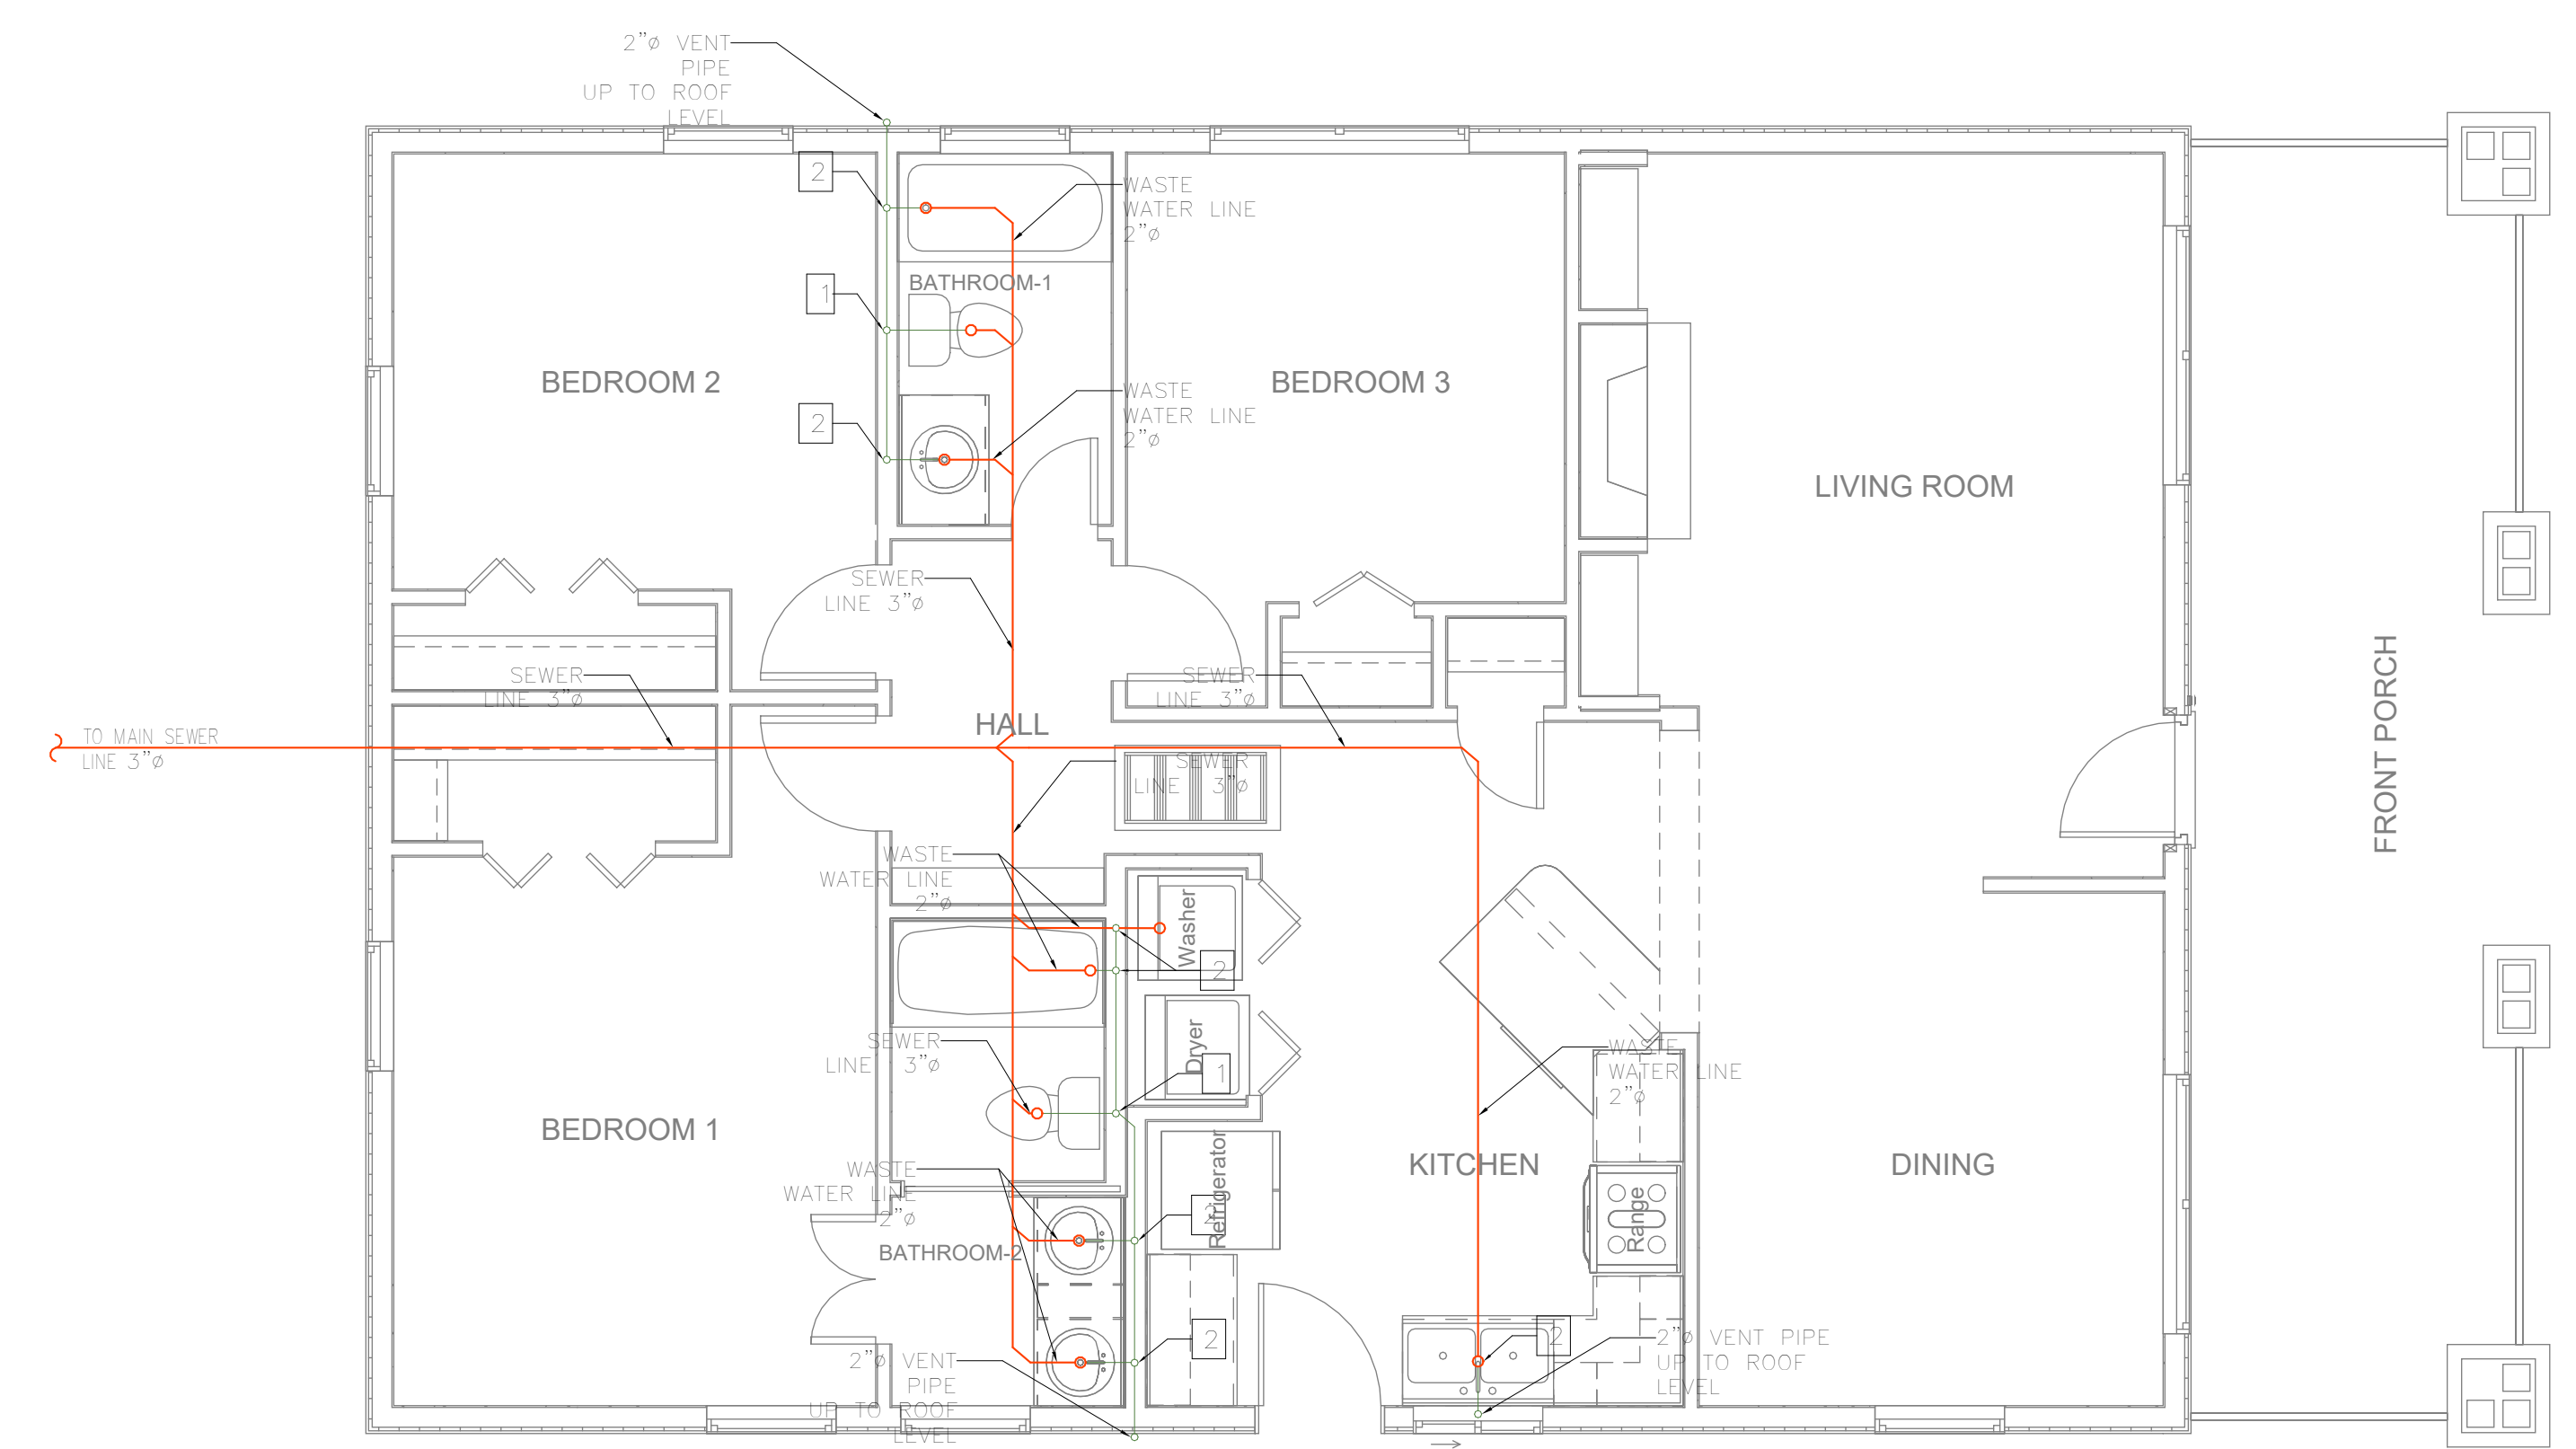 2"ø VENT
PIPE
UP TO ROOF
LEVEL
2
WASTE
WATER LINE
2"ø
BATHROOM-1
1
BEDROOM 2
BEDROOM 3
WASTE
WATER LINE
2"ø
2
LIVING ROOM
SEWER
LINE 3"ø
SEWER
LINE 3"ø
SEWER
LINE 3"ø
HALL
TO MAIN SEWER
LINE 3"ø
SEWER
LINE 3"ø
FRONT PORCH
WASTE
WATER LINE
2"ø
Washer
2
SEWER
LINE 3"ø
Dryer
1
WASTE
WATER LINE
2"ø
BEDROOM 1
KITCHEN
DINING
WASTE
WATER LINE
2"ø
Refrigerator
2
Range
BATHROOM-2
2
2
2"ø VENT PIPE
UP TO ROOF
LEVEL
2"ø VENT
PIPE
UP TO ROOF
LEVEL